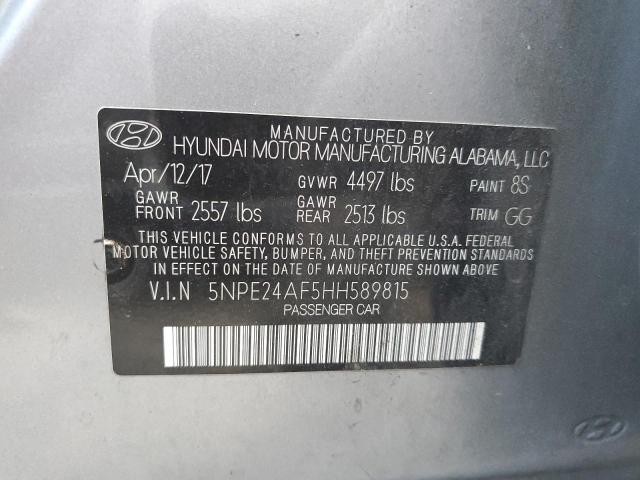 MANUFACTURED BY
HYUNDAI MOTOR MANUFACTURING ALABAMA, LLC
Apr/12/17 GVWR 4497 lbs PAINT 8S
GAWR FRONT 2557 lbs GAWR REAR 2513 lbs TRIM GG
THIS VEHICLE CONFORMS TO ALL APPLICABLE U.S.A. FEDERAL
MOTOR VEHICLE SAFETY, BUMPER, AND THEFT PREVENTION STANDARDS
IN EFFECT ON THE DATE OF MANUFACTURE SHOWN ABOVE.
V.I.N 5NPE24AF5HH589815
PASSENGER CAR